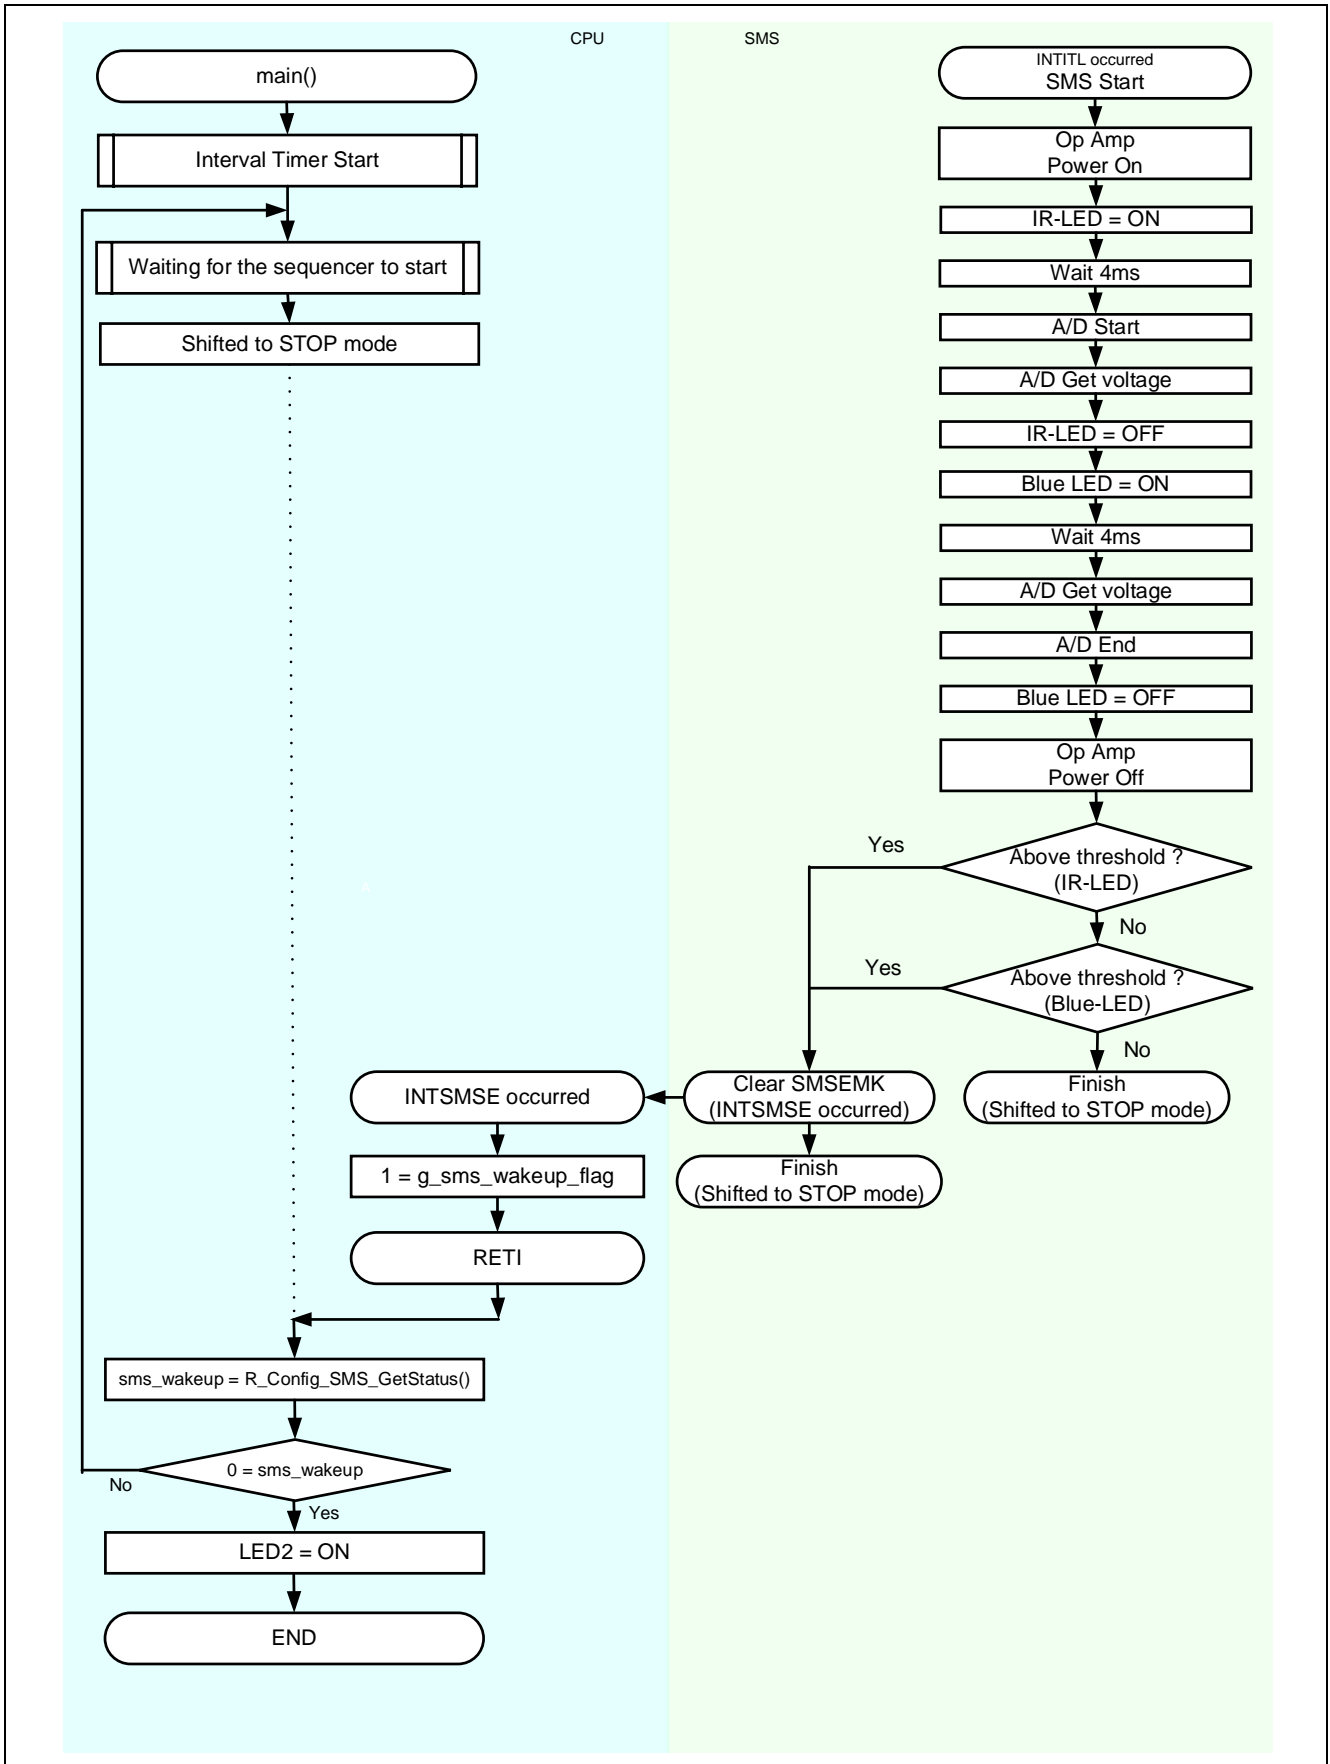 CPU
SMS
main()
Interval Timer Start
Waiting for the sequencer to start
Shifted to STOP mode
INTSMSE occurred
1 = g_sms_wakeup_flag
RETI
sms_wakeup = R_Config_SMS_GetStatus()
0 = sms_wakeup
No
Yes
LED2 = ON
END
INTITL occurred
SMS Start
Op Amp
Power On
IR-LED = ON
Wait 4ms
A/D Start
A/D Get voltage
IR-LED = OFF
Blue LED = ON
Wait 4ms
A/D Get voltage
A/D End
Blue LED = OFF
Op Amp
Power Off
Above threshold ?
(IR-LED)
Yes
No
Above threshold ?
(Blue-LED)
Yes
No
Clear SMSEMK
(INTSMSE occurred)
Finish
(Shifted to STOP mode)
Finish
(Shifted to STOP mode)